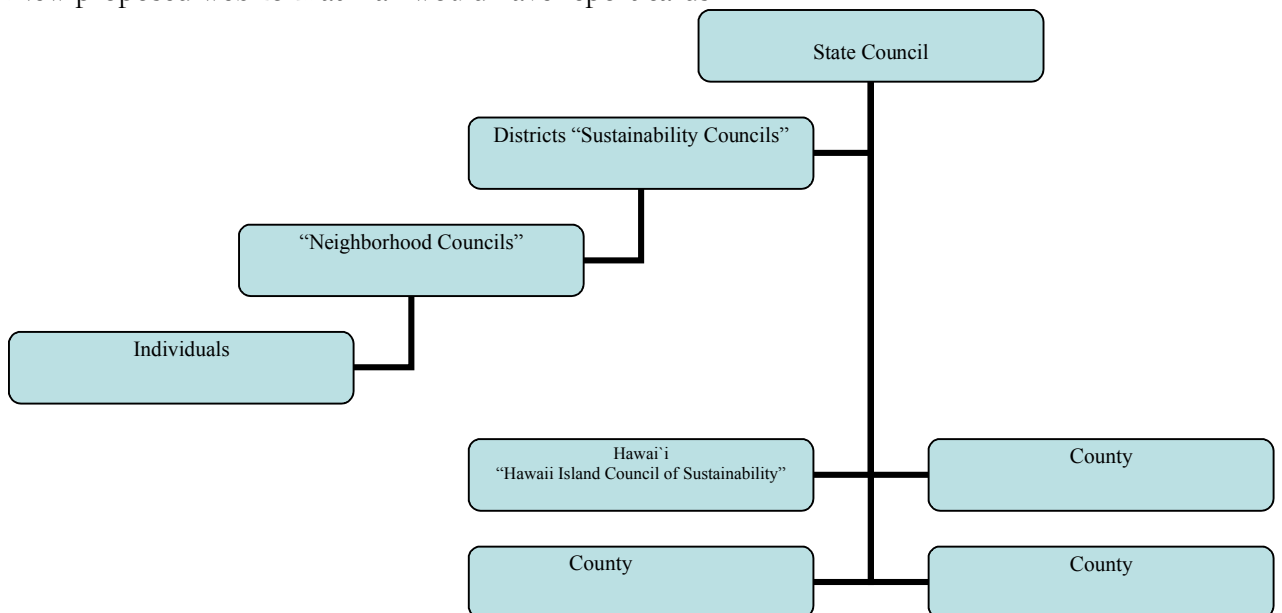 State Council
Districts “Sustainability Councils”
“Neighborhood Councils”
Individuals
Hawai`i
“Hawaii Island Council of Sustainability”
County
County
County